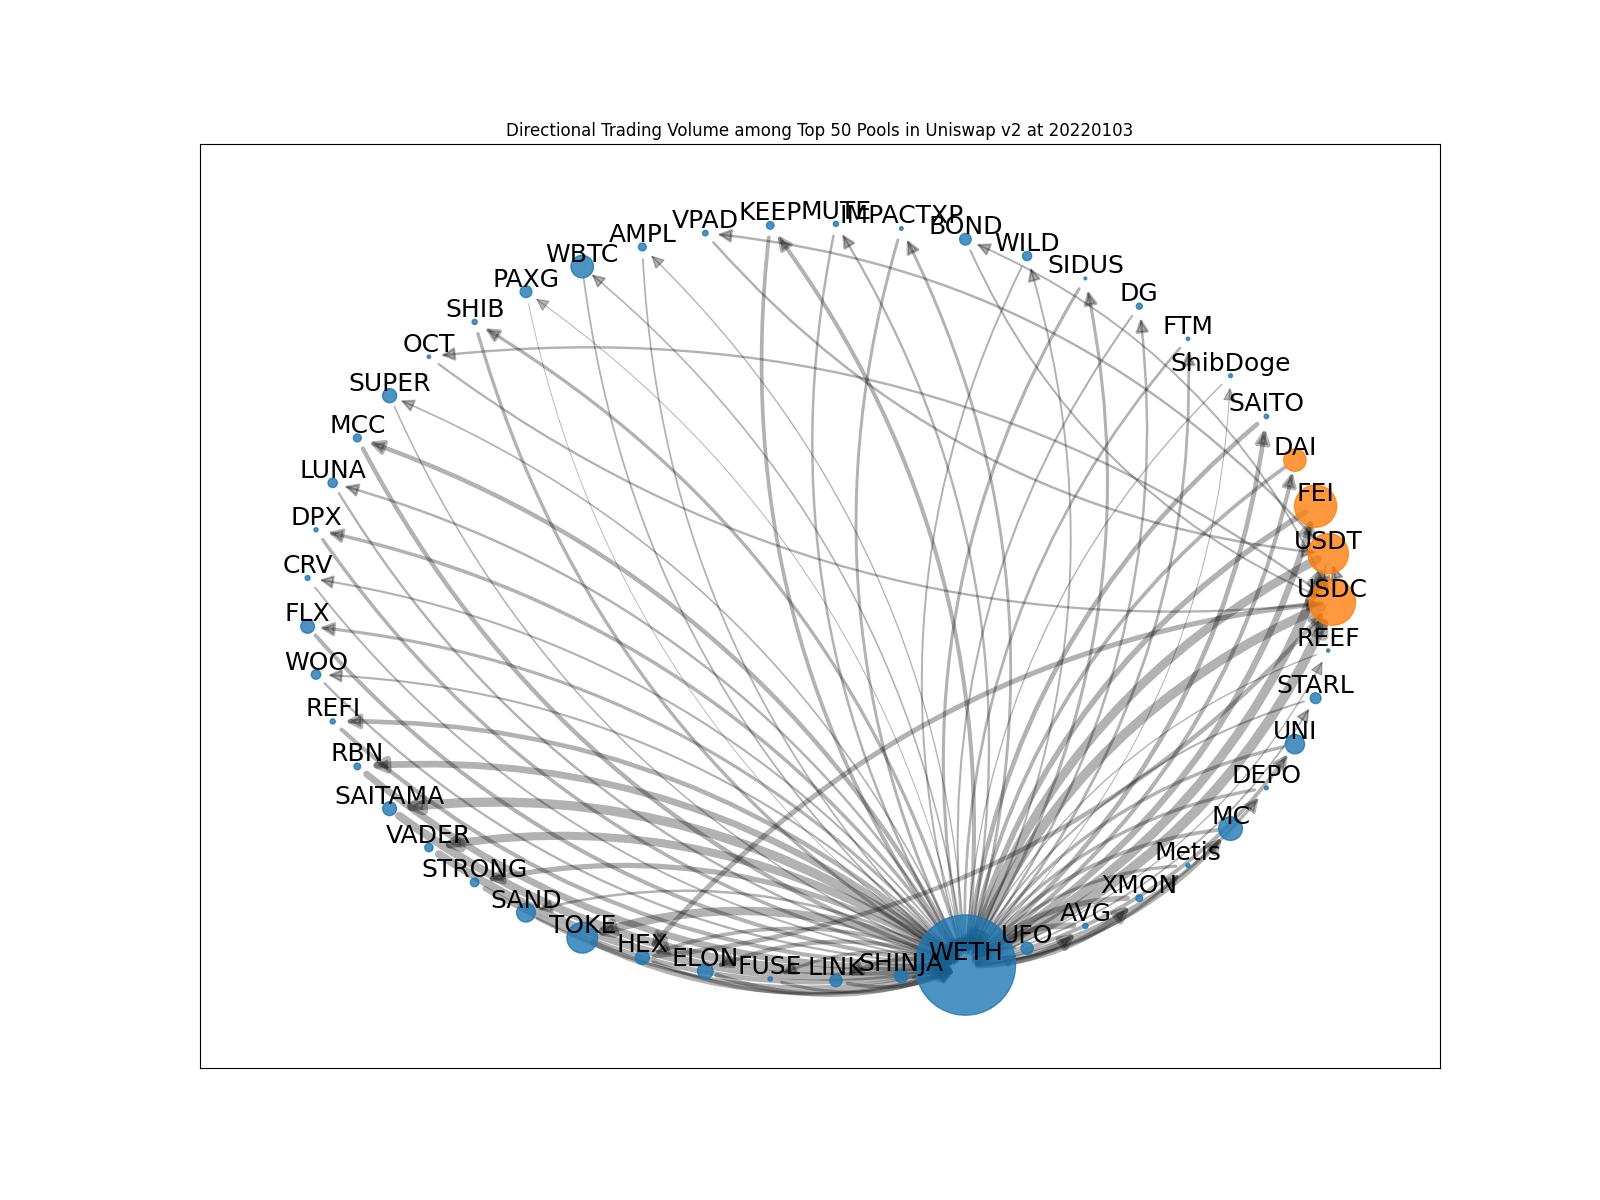 Directional Trading Volume among Top 50 Pools in Uniswap v2 at 20220103
KEEP
MUTE
IMPACTXP
VPAD
BOND
AMPL
WILD
WBTC
SIDUS
PAXG
DG
SHIB
FTM
OCT
ShibDoge
SUPER
SAITO
MCC
DAI
LUNA
FEI
DPX
USDT
CRV
USDC
FLX
REEF
WOO
STARL
REFI
UNI
RBN
DEPO
SAITAMA
MC
VADER
Metis
STRONG
XMON
SAND
AVG
TOKE
UFO
HEX
WETH
ELON
FUSE
LINK
SHINJA